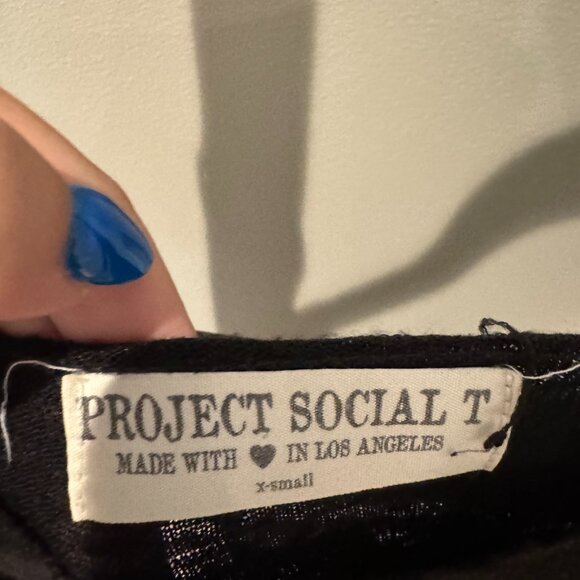 PROJECT SOCIAL T
MADE WITH ♥ IN LOS ANGELES
x-small